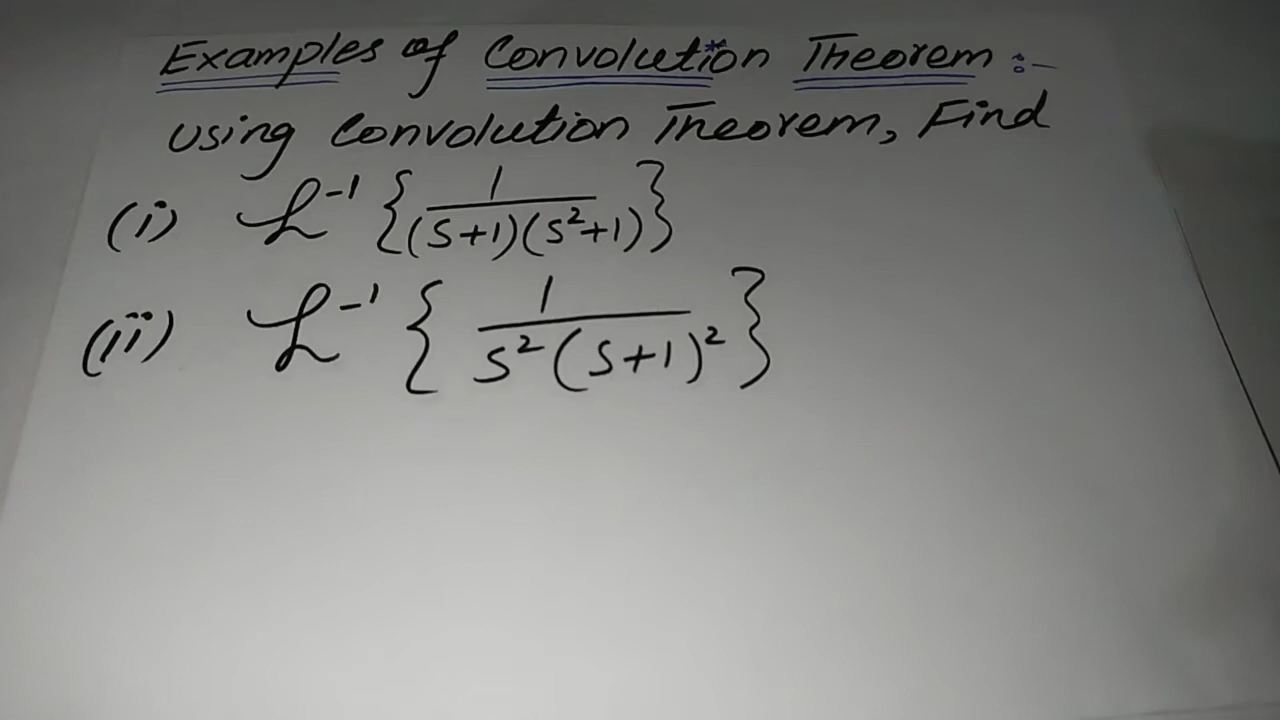 Examples of Convolution Theorem :-
using Convolution Theorem, Find
(i) ℒ⁻¹ { 1 / (S+1)(S²+1) }
(ii) ℒ⁻¹ { 1 / S²(S+1)² }